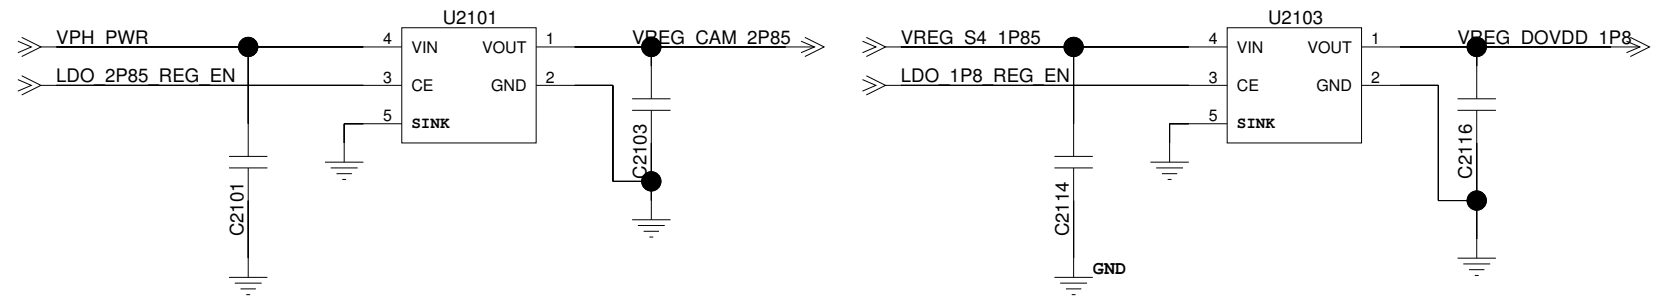 U2101
VPH_PWR
4
VIN
VOUT
1
VREG_CAM_2P85
LDO_2P85_REG_EN
3
CE
GND
2
5
SINK
C2101
C2103
U2103
VREG_S4_1P85
4
VIN
VOUT
1
VREG_DOVDD_1P8
LDO_1P8_REG_EN
3
CE
GND
2
5
SINK
C2114
C2116
GND